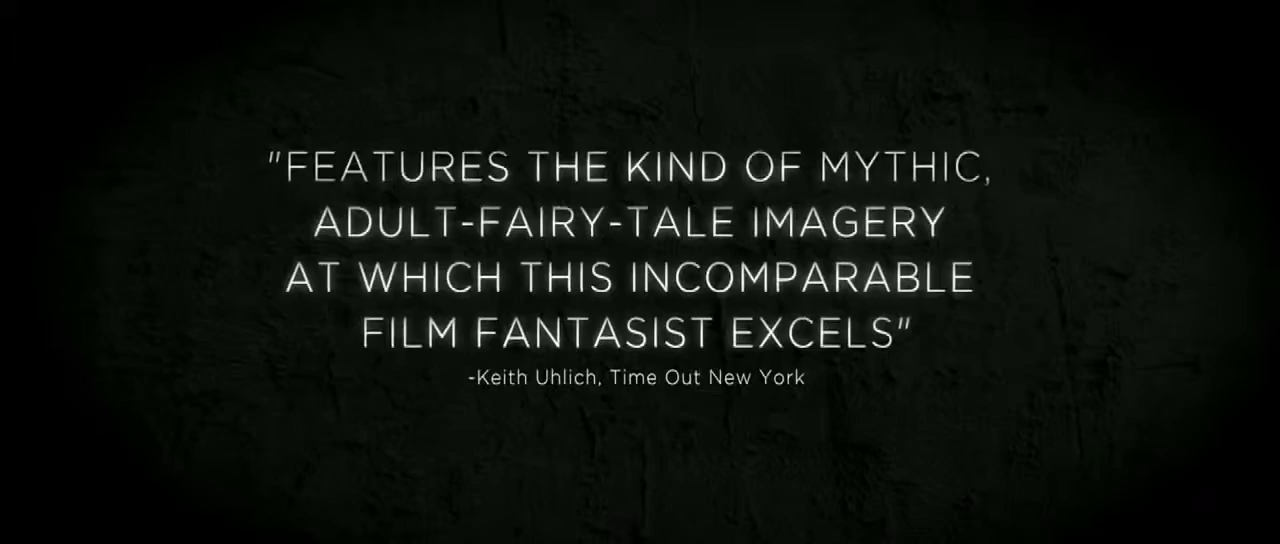 "FEATURES THE KIND OF MYTHIC,
ADULT-FAIRY-TALE IMAGERY
AT WHICH THIS INCOMPARABLE
FILM FANTASIST EXCELS"
-Keith Uhlich, Time Out New York